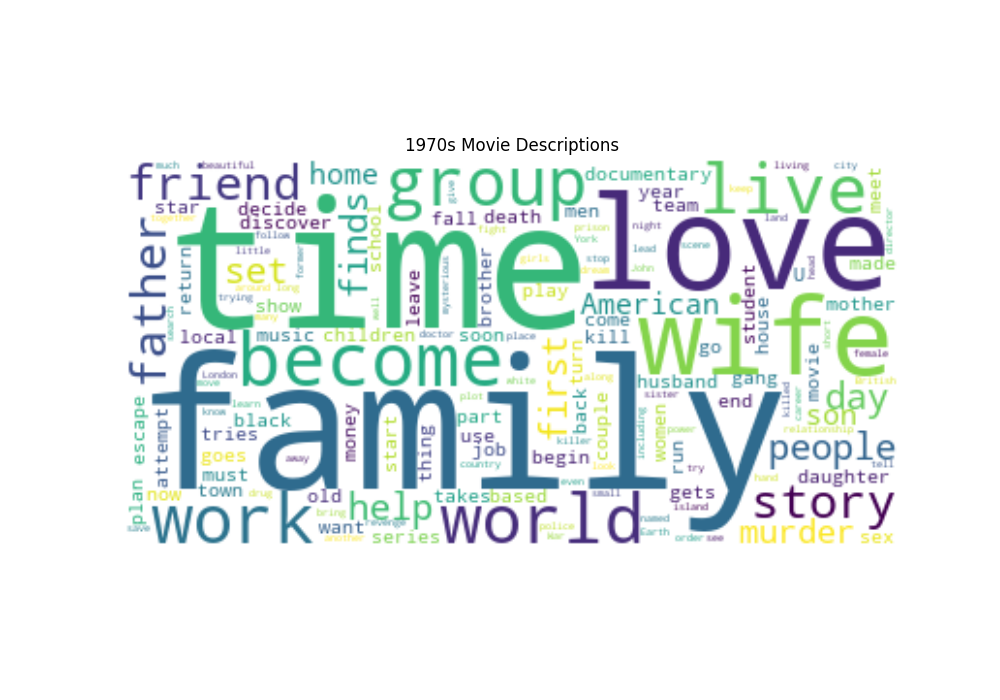 1970s Movie Descriptions
much
beautiful
living
city
friend
home
group
documentary
live
meet
star
together
decide
discover
give
fall
death
men
year
team
keep
land
director
time
love
finds
school
fight
prison
York
night
scene
father
return
follow
little
former
set
around long
trying
many
show
search
well
leave
mysterious
brother
girls
stop
dream
lead
John
play
student
u
head
made
American
house
mother
local
music
children
doctor
soon
place
come
kill
wife
go
short
female
become
first
turn
London
move
white
along
husband
gang
movie
British
family
learn
plot
sister
end
killed
career
day
son
escape
attempt
know
black
tries
goes
away
money
start
thing
part
use
job
country
killer
begin
back
couple
look
including
women
power
run
try
relationship
people
tell
must
town
drug
even
small
hand
daughter
gets
island
plan
now
save
work
old
bring
want
another
revenge
help
series
takes
based
world
police
War
named
Earth
order
see
story
murder
sex